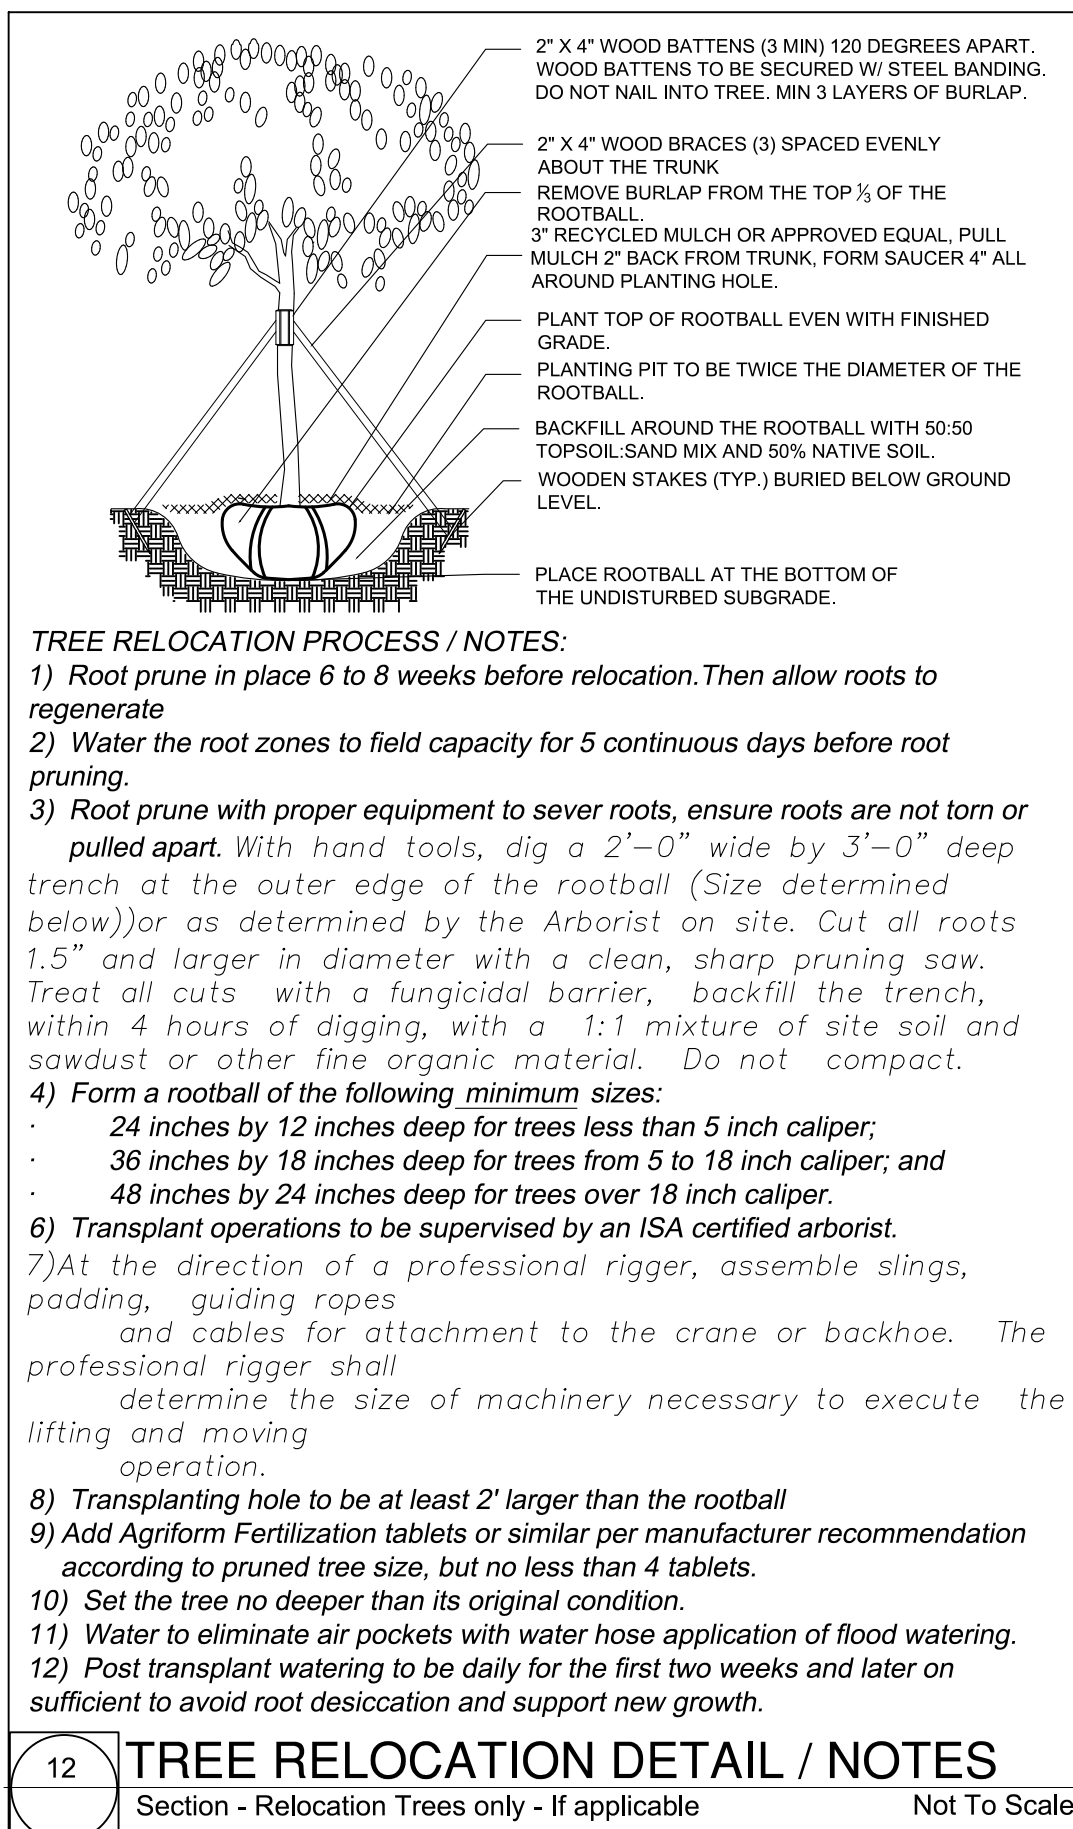 2" X 4" WOOD BATTENS (3 MIN) 120 DEGREES APART.
WOOD BATTENS TO BE SECURED W/ STEEL BANDING.
DO NOT NAIL INTO TREE. MIN 3 LAYERS OF BURLAP.
2" X 4" WOOD BRACES (3) SPACED EVENLY
ABOUT THE TRUNK
REMOVE BURLAP FROM THE TOP ⅓ OF THE
ROOTBALL.
3" RECYCLED MULCH OR APPROVED EQUAL, PULL
MULCH 2" BACK FROM TRUNK, FORM SAUCER 4" ALL
AROUND PLANTING HOLE.
PLANT TOP OF ROOTBALL EVEN WITH FINISHED
GRADE.
PLANTING PIT TO BE TWICE THE DIAMETER OF THE
ROOTBALL.
BACKFILL AROUND THE ROOTBALL WITH 50:50
TOPSOIL:SAND MIX AND 50% NATIVE SOIL.
WOODEN STAKES (TYP.) BURIED BELOW GROUND
LEVEL.
PLACE ROOTBALL AT THE BOTTOM OF
THE UNDISTURBED SUBGRADE.
TREE RELOCATION PROCESS / NOTES:
1) Root prune in place 6 to 8 weeks before relocation.Then allow roots to
regenerate
2) Water the root zones to field capacity for 5 continuous days before root
pruning.
3) Root prune with proper equipment to sever roots, ensure roots are not torn or
pulled apart. With hand tools, dig a 2'-0" wide by 3'-0" deep
trench at the outer edge of the rootball (Size determined
below))or as determined by the Arborist on site. Cut all roots
1.5" and larger in diameter with a clean, sharp pruning saw.
Treat all cuts with a fungicidal barrier, backfill the trench,
within 4 hours of digging, with a 1:1 mixture of site soil and
sawdust or other fine organic material. Do not compact.
4) Form a rootball of the following minimum sizes:
· 24 inches by 12 inches deep for trees less than 5 inch caliper;
· 36 inches by 18 inches deep for trees from 5 to 18 inch caliper; and
· 48 inches by 24 inches deep for trees over 18 inch caliper.
6) Transplant operations to be supervised by an ISA certified arborist.
7)At the direction of a professional rigger, assemble slings,
padding, guiding ropes
and cables for attachment to the crane or backhoe. The
professional rigger shall
determine the size of machinery necessary to execute the
lifting and moving
operation.
8) Transplanting hole to be at least 2' larger than the rootball
9) Add Agriform Fertilization tablets or similar per manufacturer recommendation
according to pruned tree size, but no less than 4 tablets.
10) Set the tree no deeper than its original condition.
11) Water to eliminate air pockets with water hose application of flood watering.
12) Post transplant watering to be daily for the first two weeks and later on
sufficient to avoid root desiccation and support new growth.
12 TREE RELOCATION DETAIL / NOTES
Section - Relocation Trees only - If applicable Not To Scale